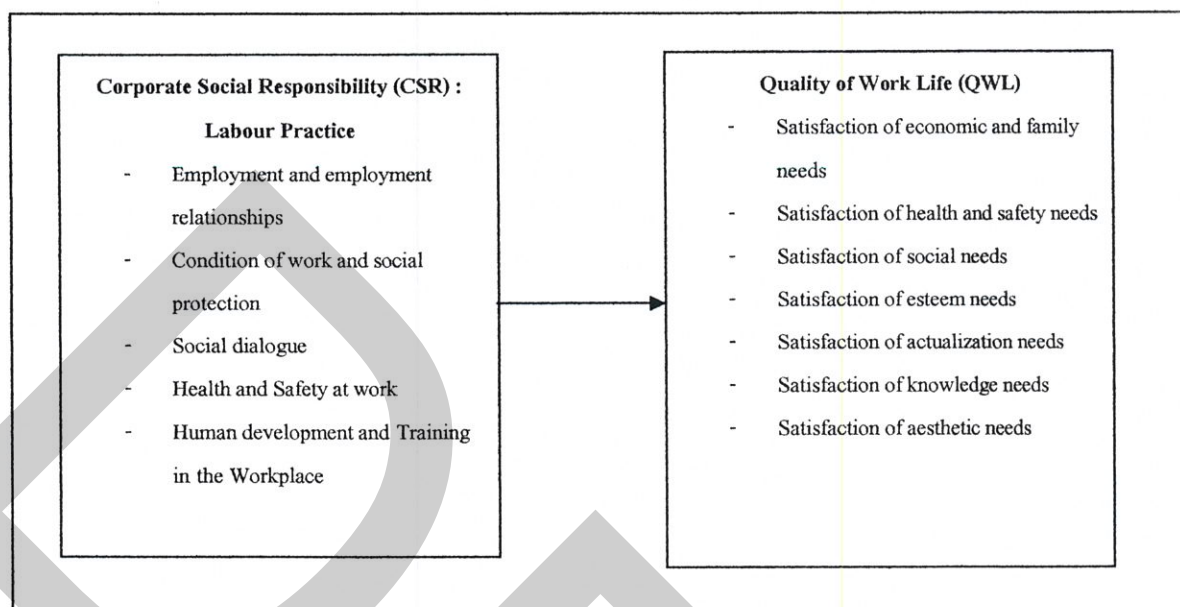 Corporate Social Responsibility (CSR) :
Labour Practice
- Employment and employment
relationships
- Condition of work and social
protection
- Social dialogue
- Health and Safety at work
- Human development and Training
in the Workplace
Quality of Work Life (QWL)
- Satisfaction of economic and family
needs
- Satisfaction of health and safety needs
- Satisfaction of social needs
- Satisfaction of esteem needs
- Satisfaction of actualization needs
- Satisfaction of knowledge needs
- Satisfaction of aesthetic needs